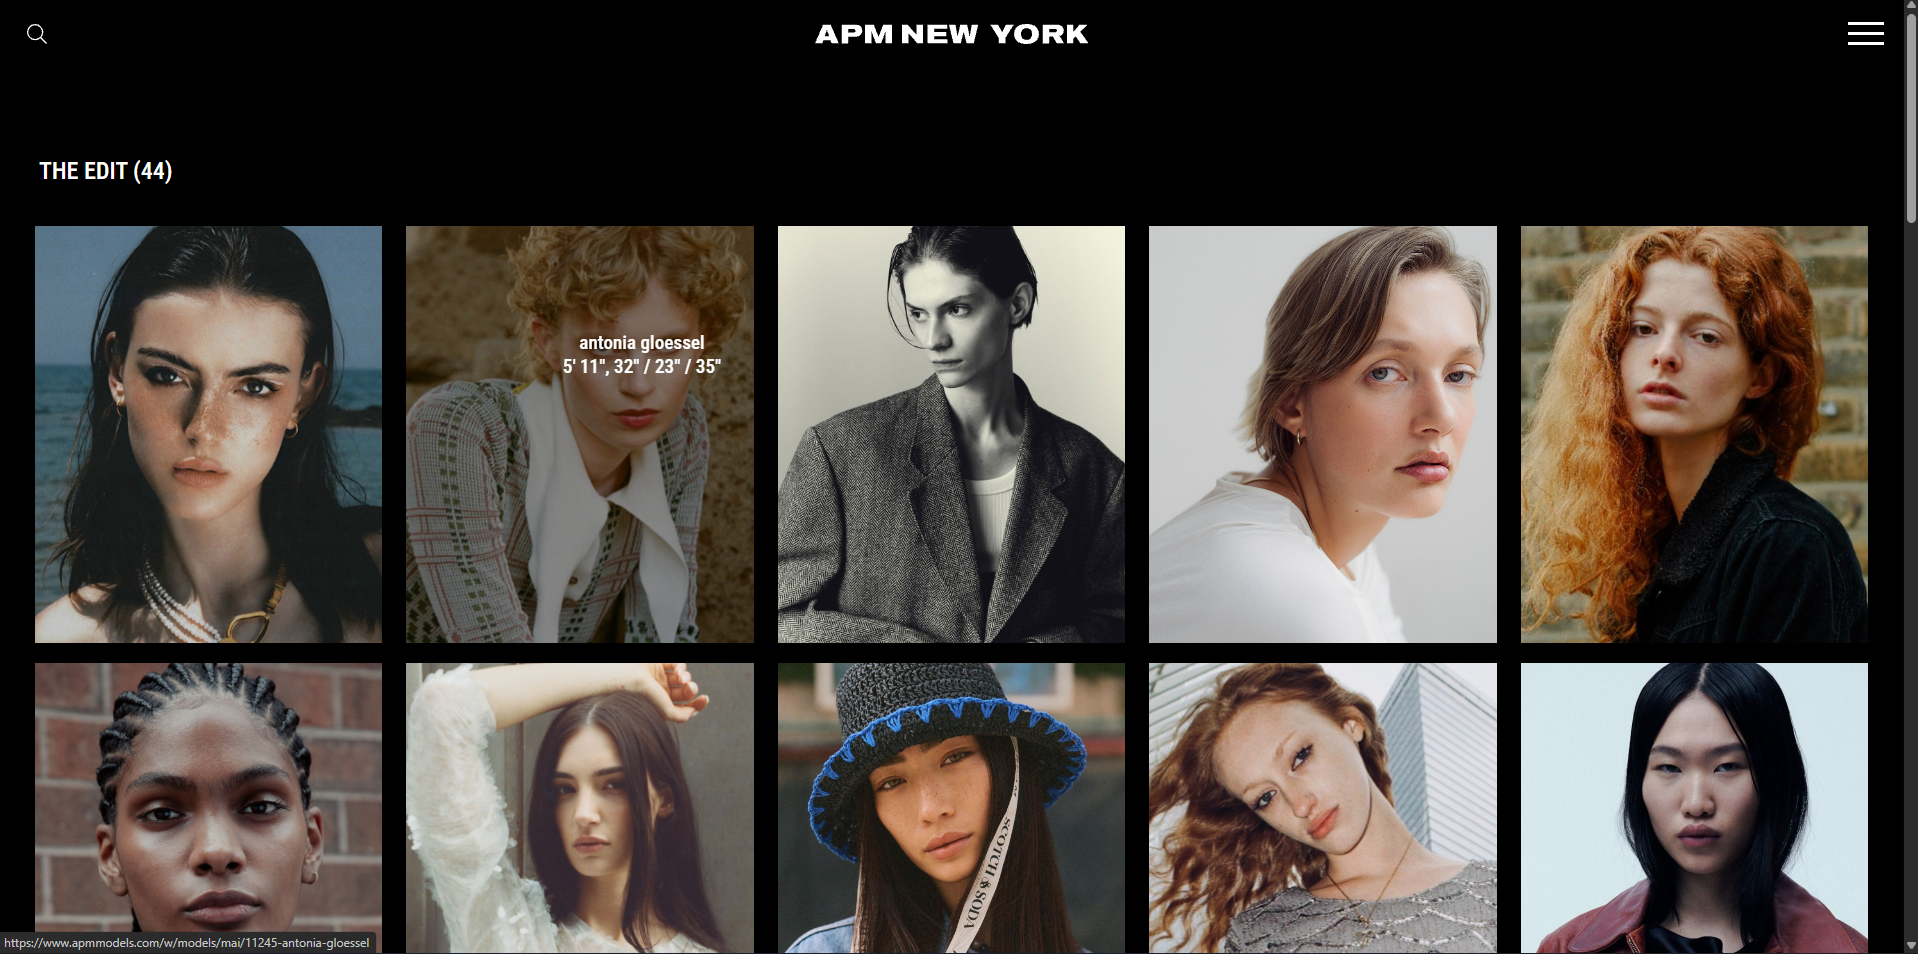 APM NEW YORK
THE EDIT (44)
antonia gloessel
5' 11", 32" / 23" / 35"
SCOTCH & SODA
https://www.apmmodels.com/w/models/mai/11245-antonia-gloessel